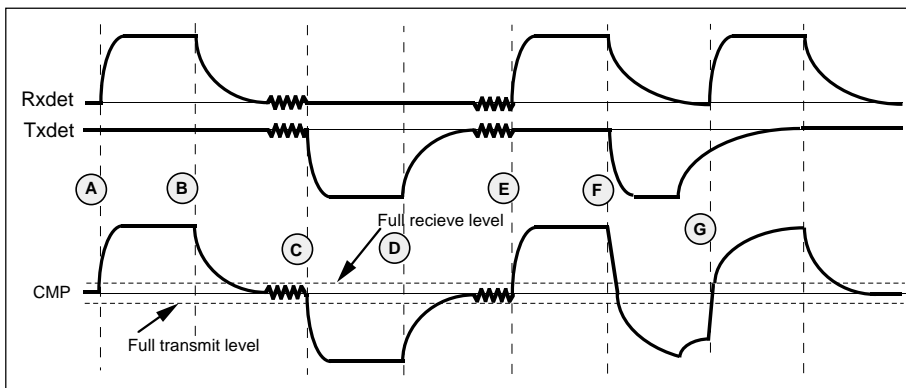 Rxdet
Txdet
A
B
E
F
Full recieve level
C
D
G
CMP
Full transmit level